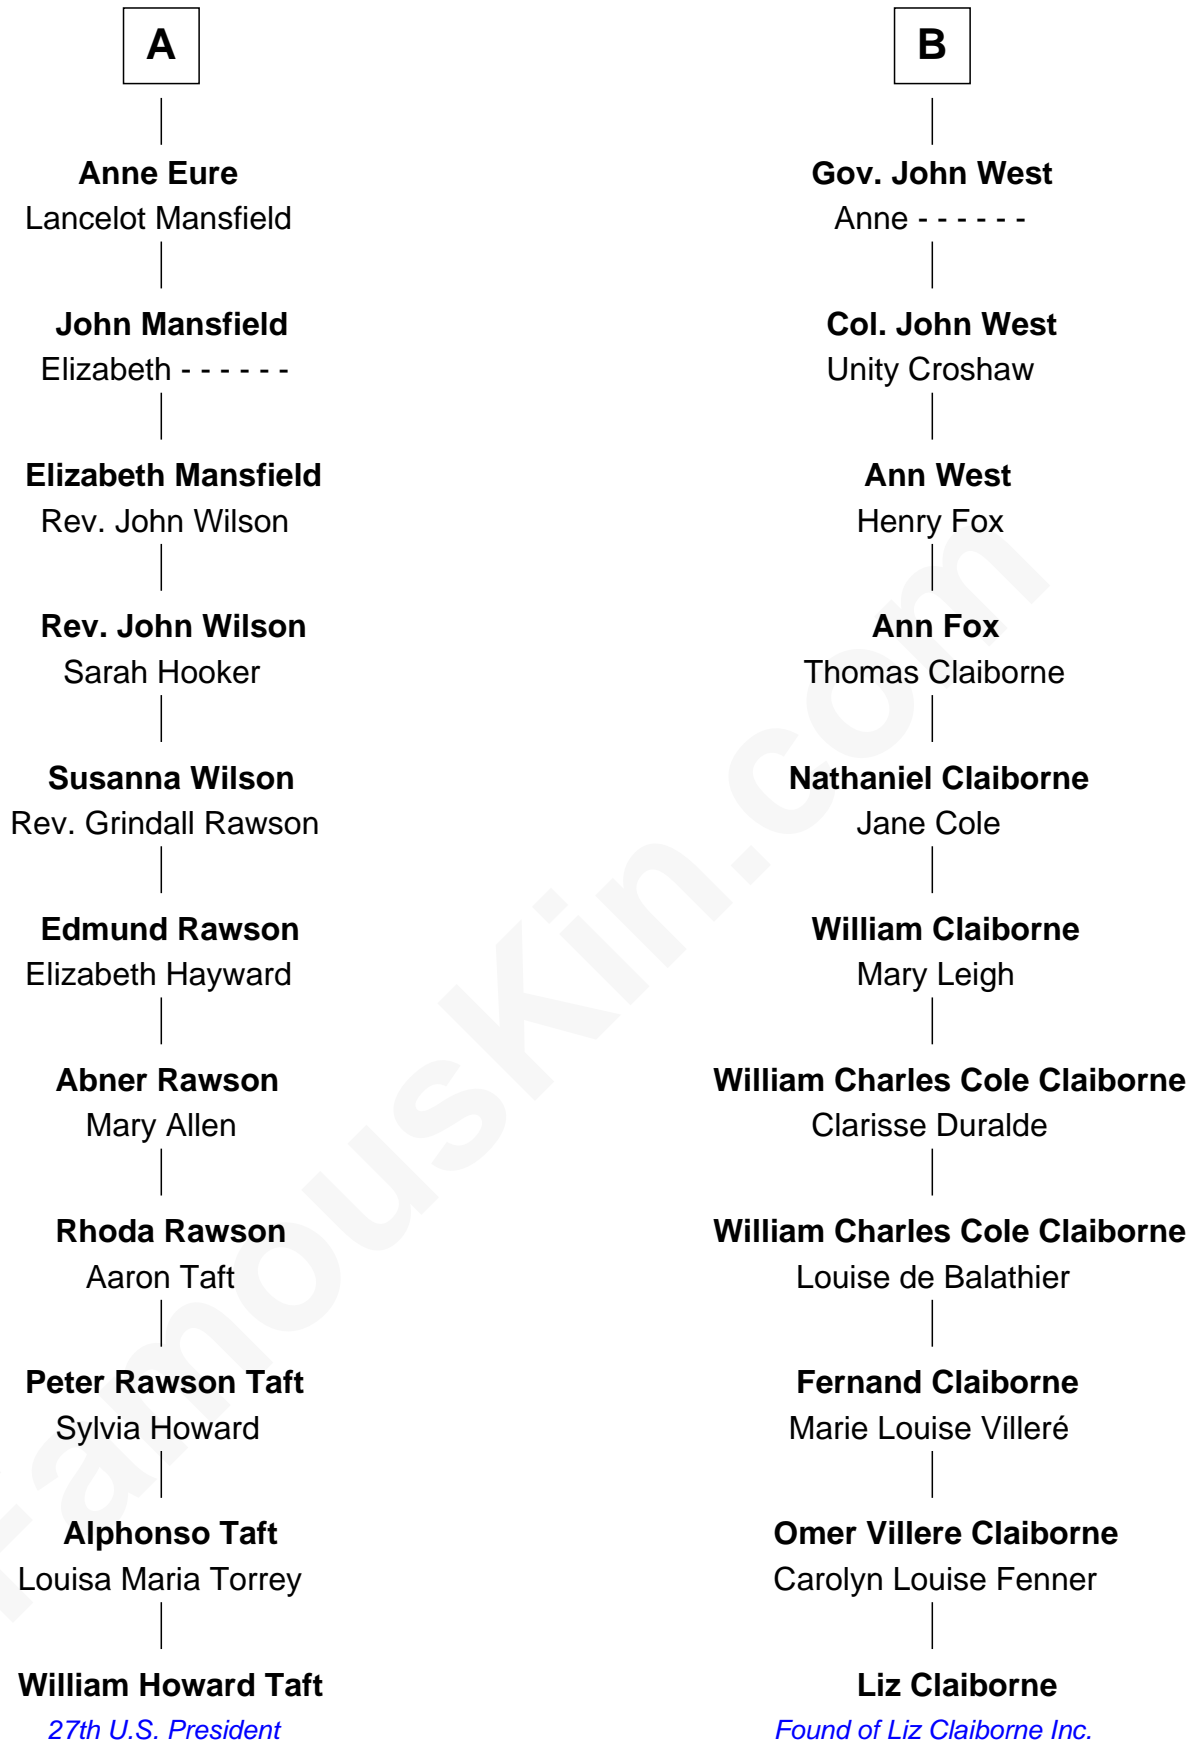 A
Anne Eure
Lancelot Mansfield
John Mansfield
Elizabeth - - - - - -
Elizabeth Mansfield
Rev. John Wilson
Rev. John Wilson
Sarah Hooker
Susanna Wilson
Rev. Grindall Rawson
Edmund Rawson
Elizabeth Hayward
Abner Rawson
Mary Allen
Rhoda Rawson
Aaron Taft
Peter Rawson Taft
Sylvia Howard
Alphonso Taft
Louisa Maria Torrey
William Howard Taft
27th U.S. President
B
Gov. John West
Anne - - - - - -
Col. John West
Unity Croshaw
Ann West
Henry Fox
Ann Fox
Thomas Claiborne
Nathaniel Claiborne
Jane Cole
William Claiborne
Mary Leigh
William Charles Cole Claiborne
Clarisse Duralde
William Charles Cole Claiborne
Louise de Balathier
Fernand Claiborne
Marie Louise Villeré
Omer Villere Claiborne
Carolyn Louise Fenner
Liz Claiborne
Found of Liz Claiborne Inc.
FamousKin.com